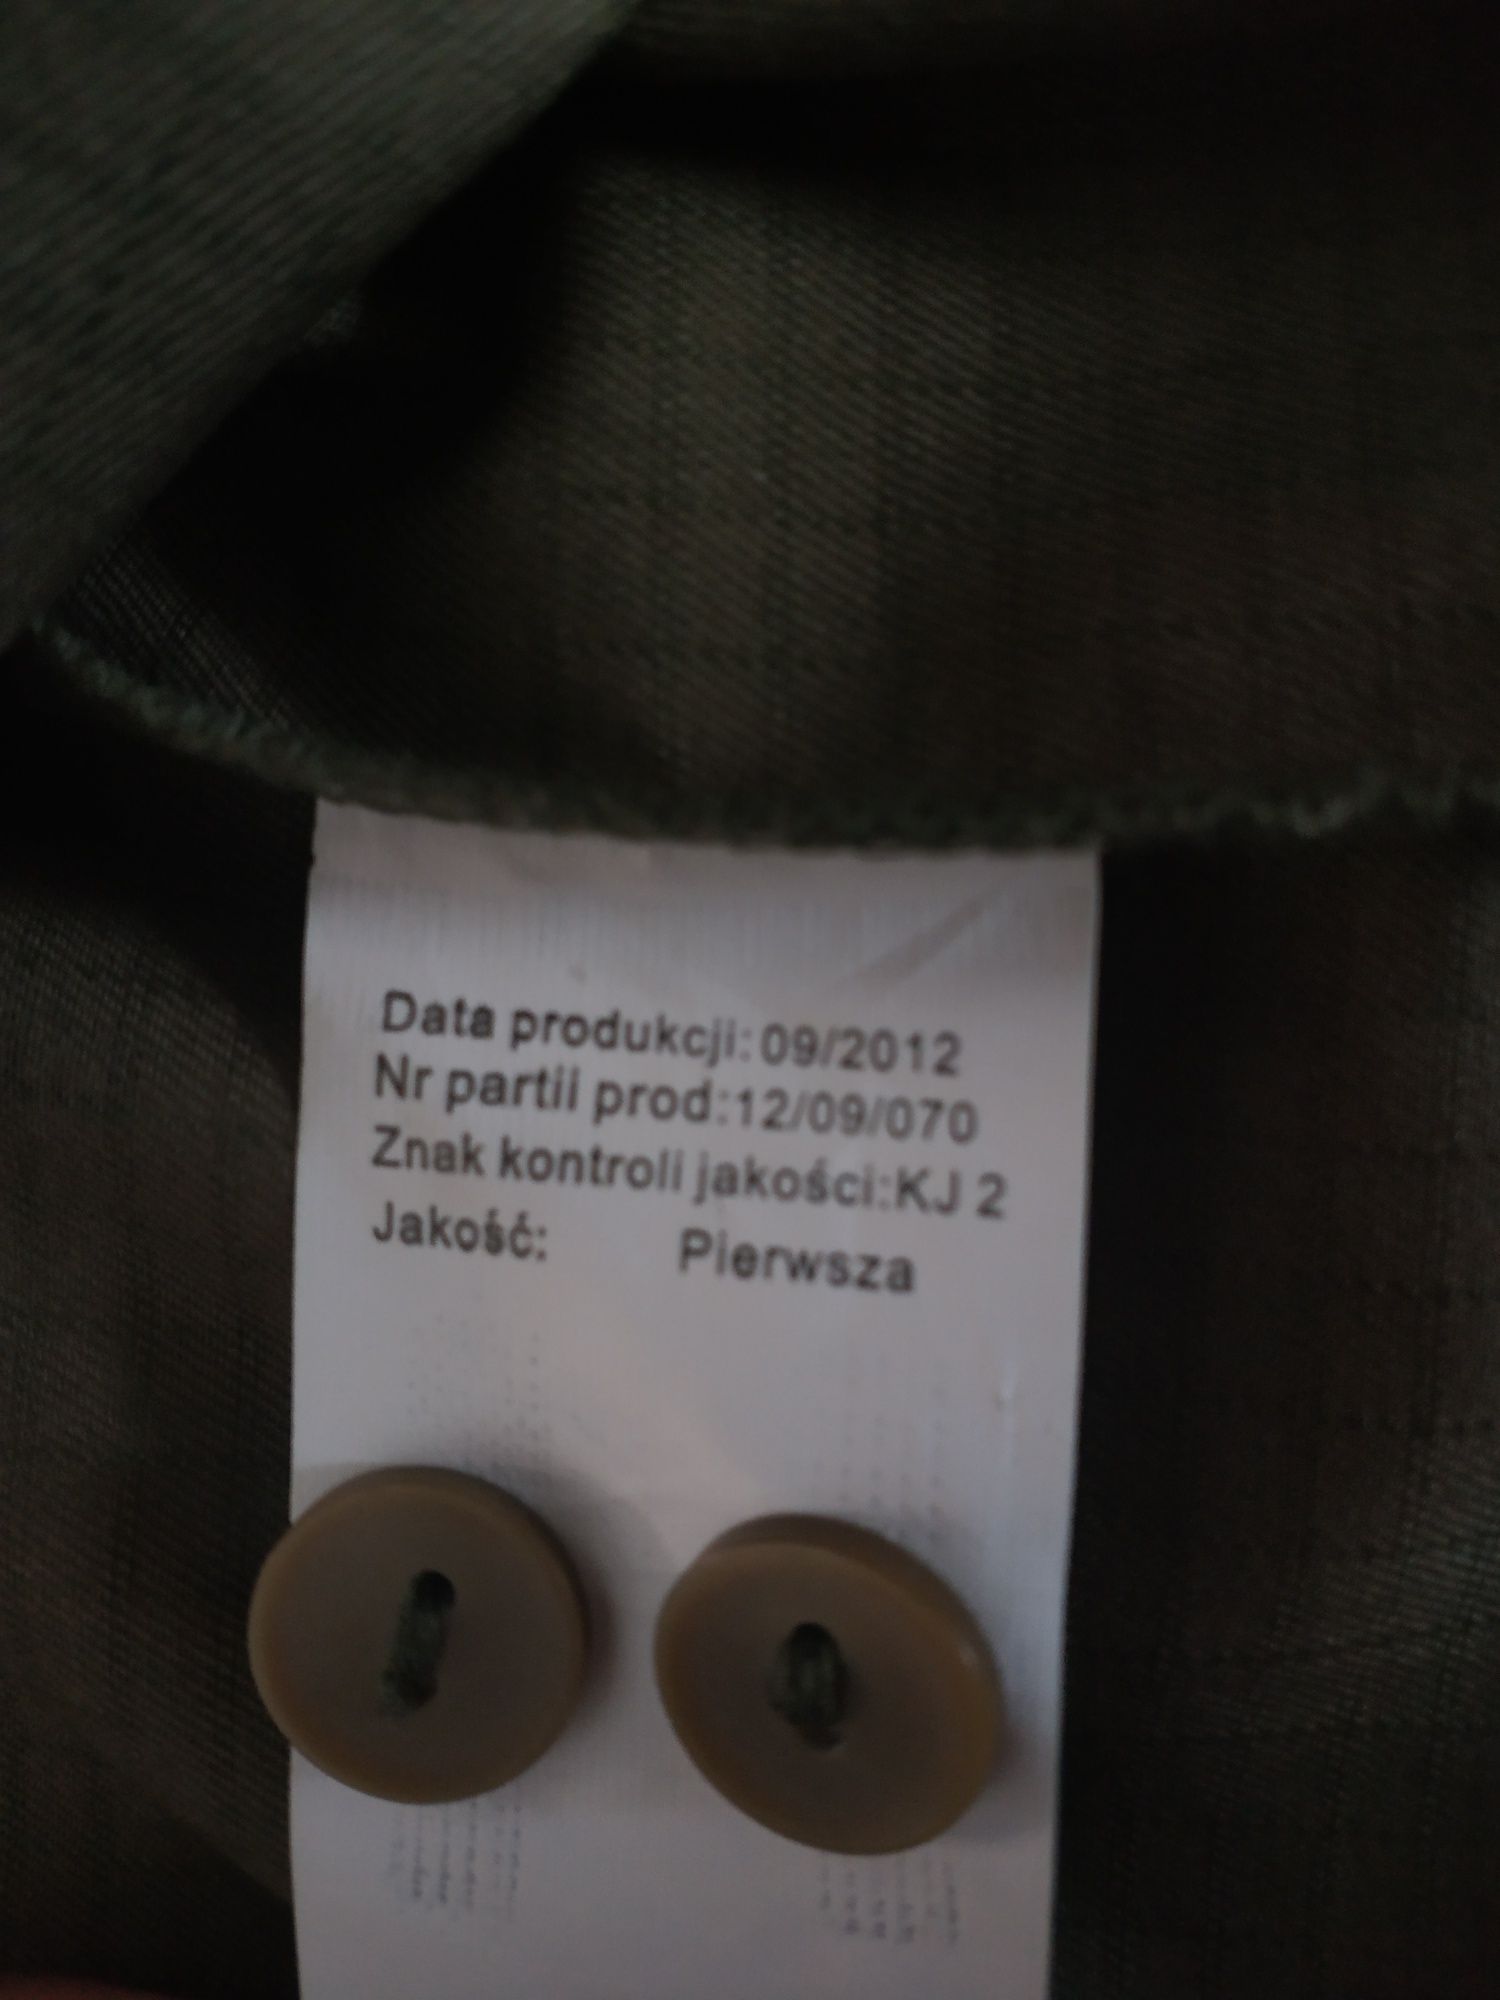 Data produkcji: 09/2012
Nr partii prod:12/09/070
Znak kontroli jakości:KJ 2
Jakość: Pierwsza